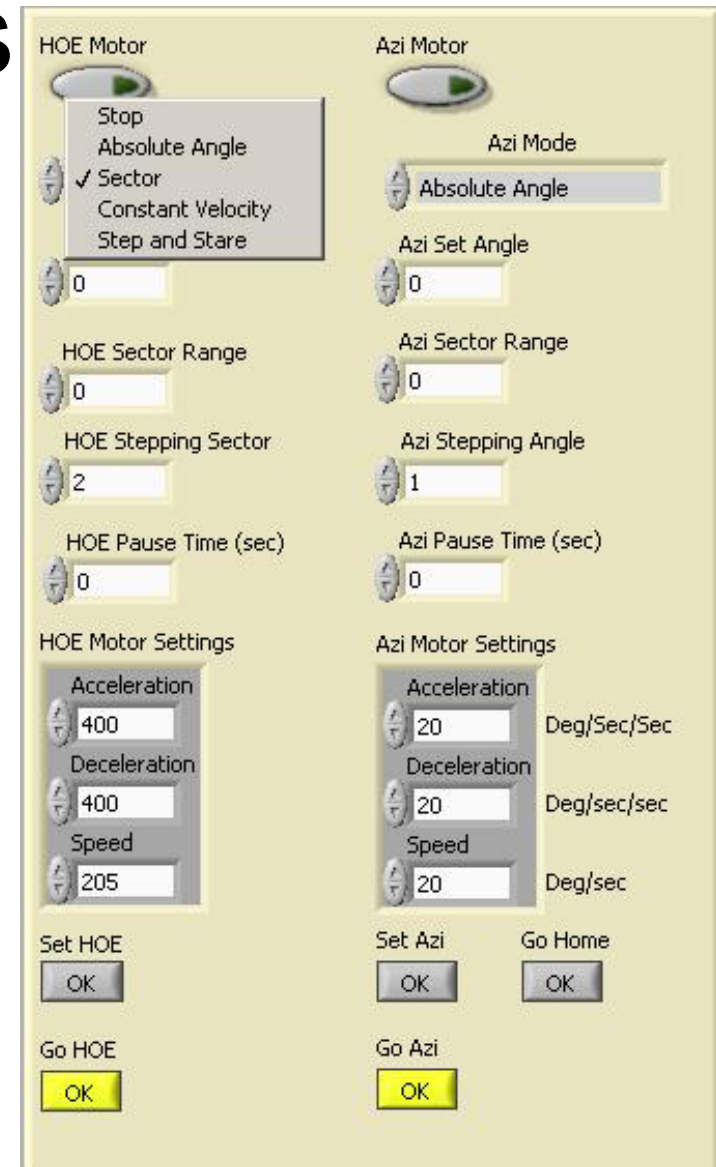 S
HOE Motor
Stop
Absolute Angle
✓ Sector
Constant Velocity
Step and Stare
0
HOE Sector Range
0
HOE Stepping Sector
2
HOE Pause Time (sec)
0
HOE Motor Settings
Acceleration
400
Deceleration
400
Speed
205
Set HOE
OK
Go HOE
OK
Azi Motor
Azi Mode
Absolute Angle
Azi Set Angle
0
Azi Sector Range
0
Azi Stepping Angle
1
Azi Pause Time (sec)
0
Azi Motor Settings
Acceleration
20 Deg/Sec/Sec
Deceleration
20 Deg/sec/sec
Speed
20 Deg/sec
Set Azi Go Home
OK OK
Go Azi
OK